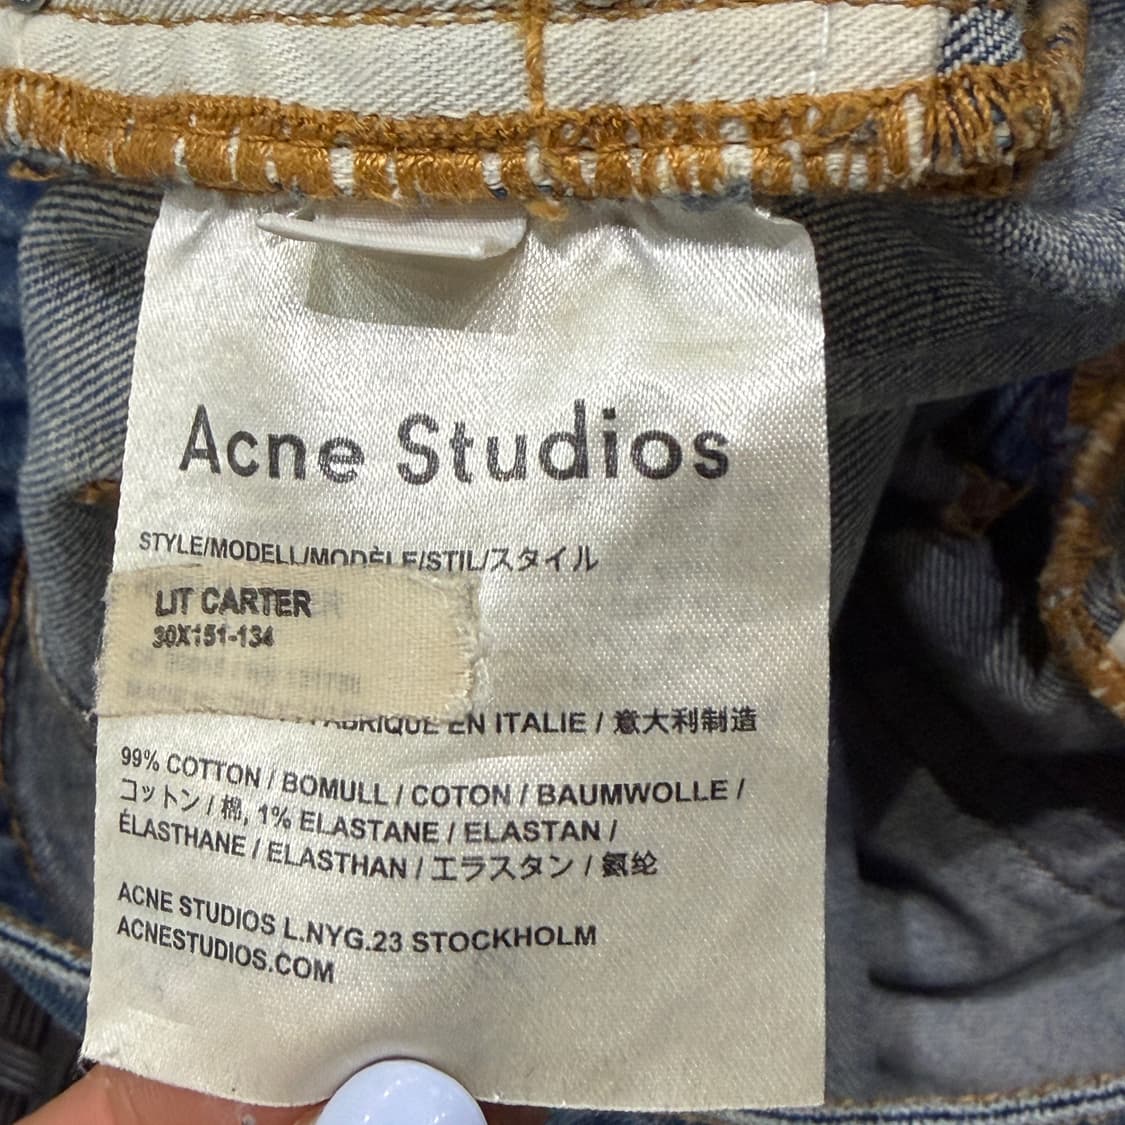 Acne Studios
STYLE/MODELL/MODÈLE/STIL/スタイル
LIT CARTER
30X151-134
FABRIQUÉ EN ITALIE / 意大利制造
99% COTTON / BOMULL / COTON / BAUMWOLLE /
コットン / 棉, 1% ELASTANE / ELASTAN /
ÉLASTHANE / ELASTHAN / エラスタン / 氨纶
ACNE STUDIOS L.NYG.23 STOCKHOLM
ACNESTUDIOS.COM